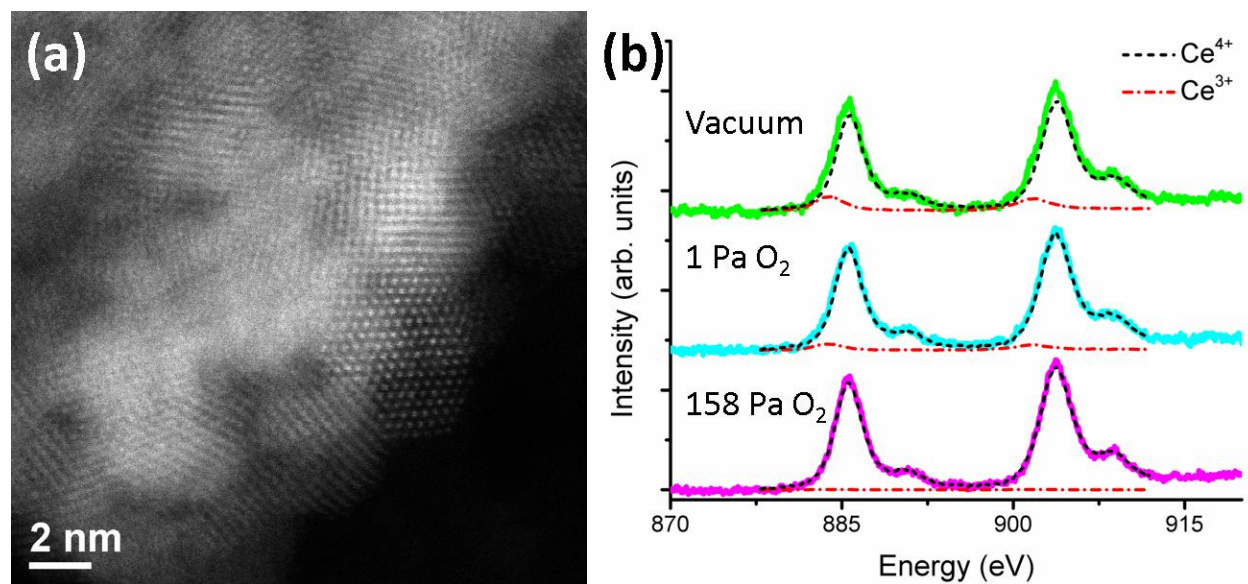 (a)
2 nm
(b)
Ce⁴⁺
Ce³⁺
Vacuum
1 Pa O₂
158 Pa O₂
Intensity (arb. units)
870 885 900 915
Energy (eV)